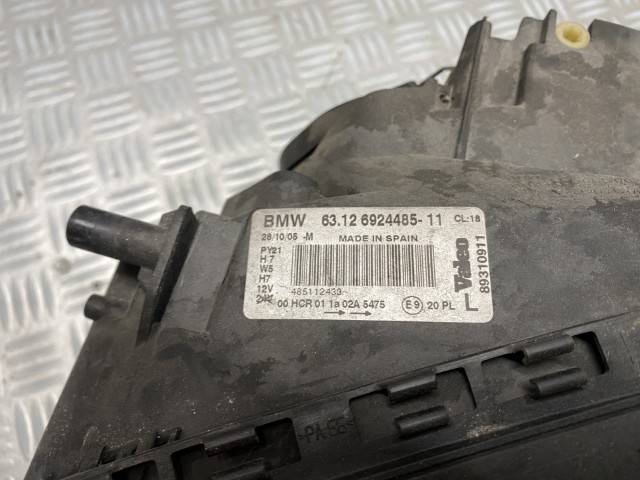 BMW 63.12 6924485-11 CL:18
28/10/05 -M MADE IN SPAIN
PY21
H7
W5
H7
12V
485112433
00 HCR 01 1a 02A 5475 E9 20 PL
Valeo
89310911
L